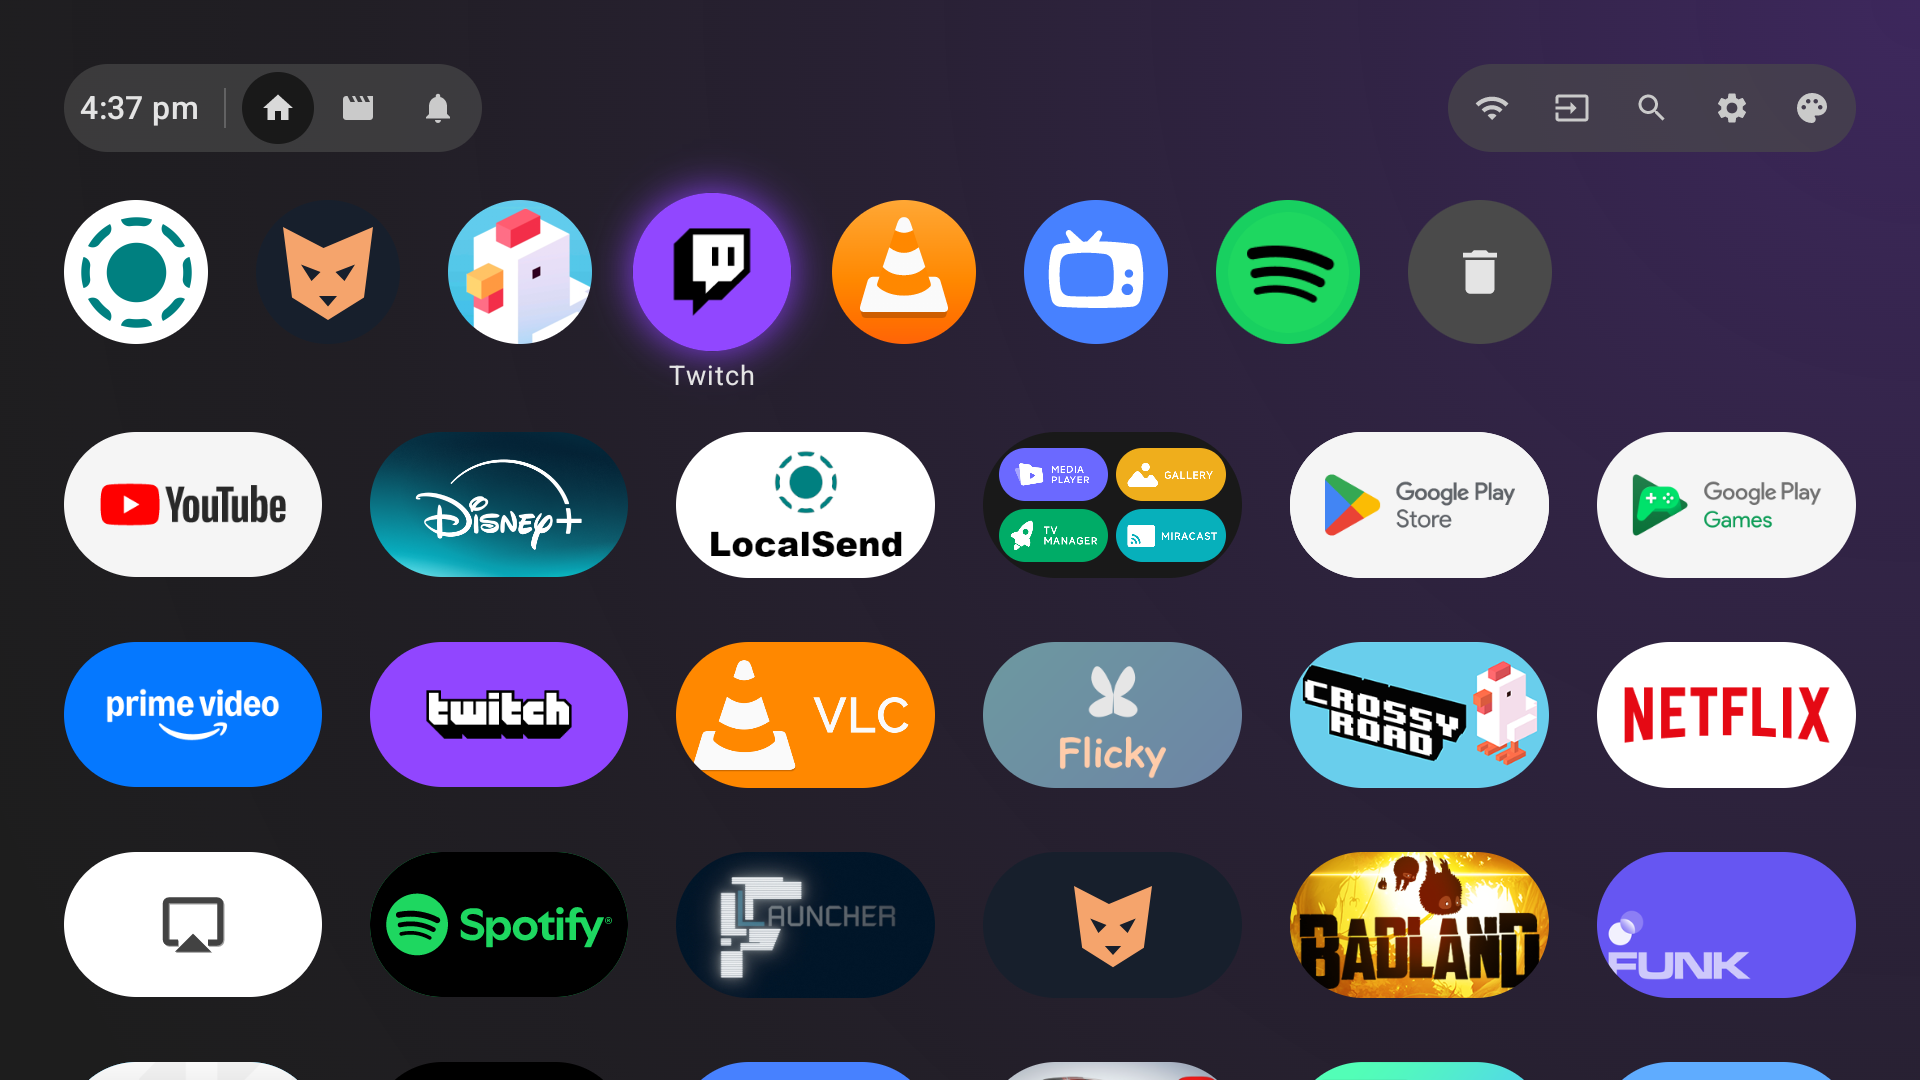 4:37 pm
Twitch
YouTube
Disney+
LocalSend
MEDIA
PLAYER
GALLERY
TV
MANAGER
MIRACAST
Google Play
Store
Google Play
Games
prime video
twitch
VLC
Flicky
CROSSY
ROAD
NETFLIX
Spotify®
LAUNCHER
BADLAND
FUNK